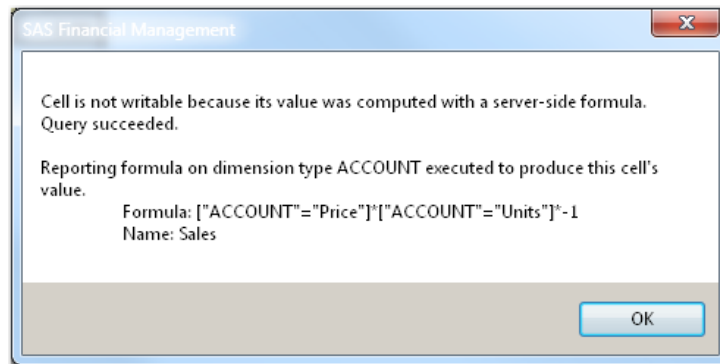 SAS Financial Management
Cell is not writable because its value was computed with a server-side formula.
Query succeeded.
Reporting formula on dimension type ACCOUNT executed to produce this cell's
value.
Formula: ["ACCOUNT"="Price"]*["ACCOUNT"="Units"]*-1
Name: Sales
OK